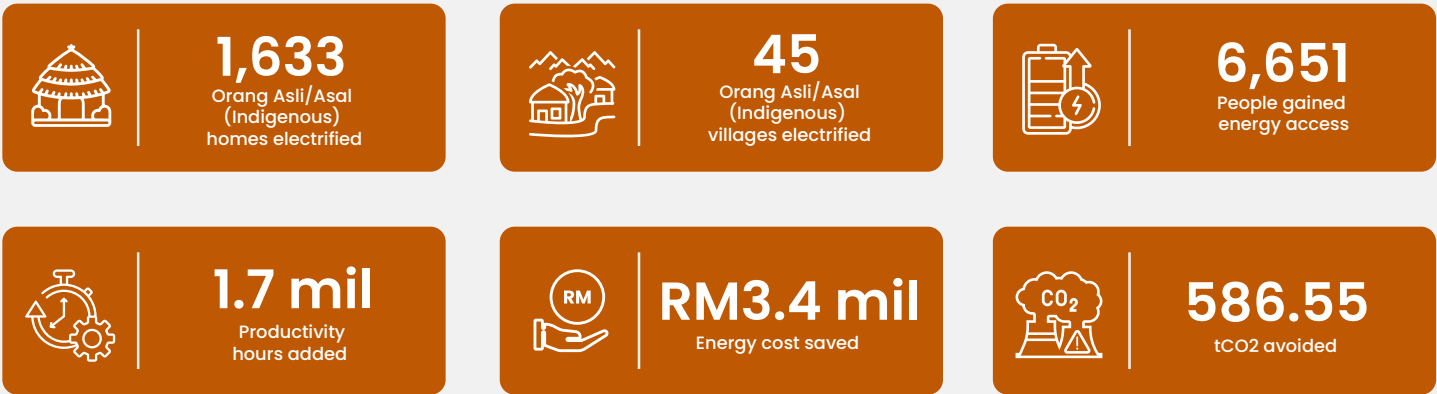 1,633
Orang Asli/Asal
(Indigenous)
homes electrified
45
Orang Asli/Asal
(Indigenous)
villages electrified
6,651
People gained
energy access
1.7 mil
Productivity
hours added
RM
RM3.4 mil
Energy cost saved
CO2
586.55
tCO2 avoided